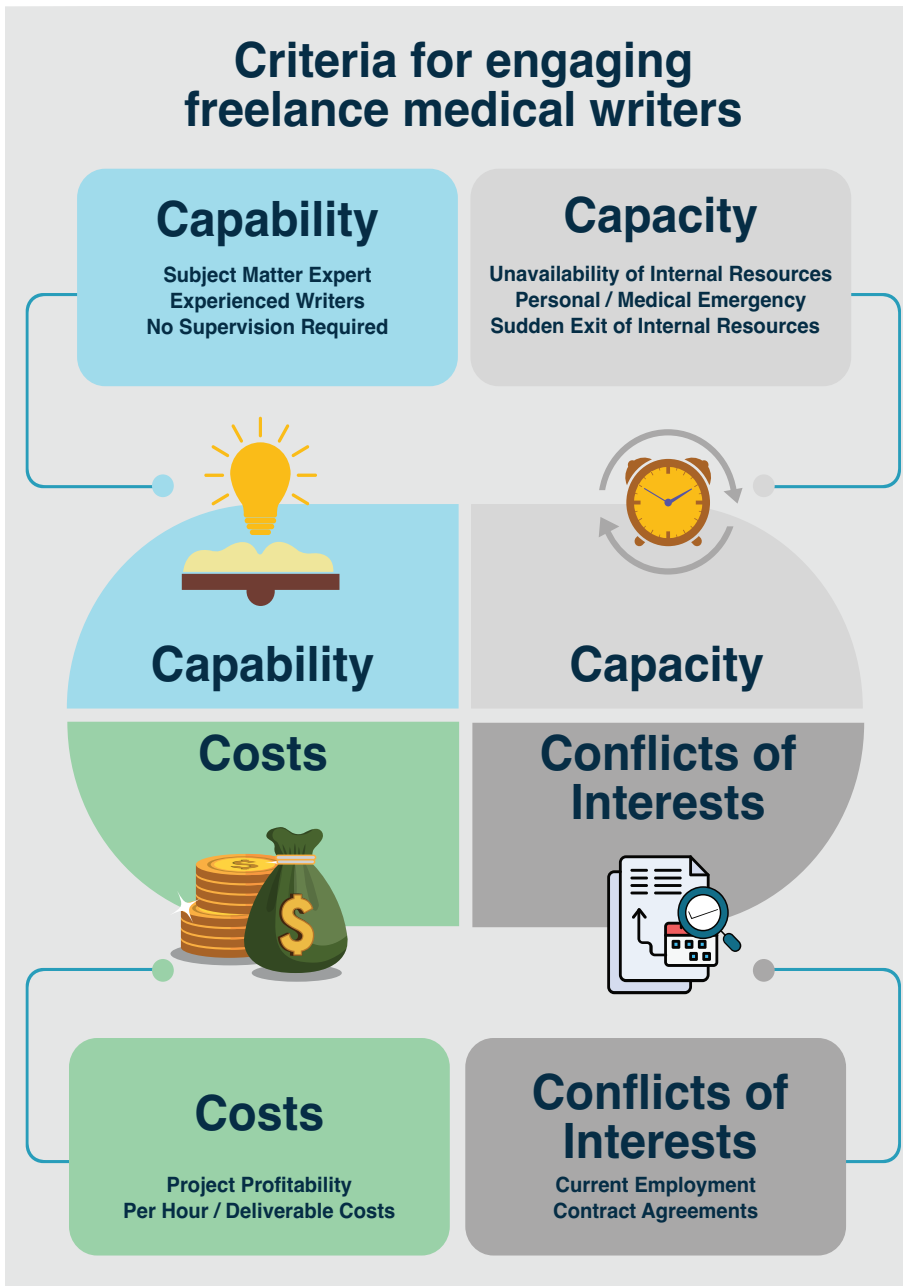 Criteria for engaging
freelance medical writers
Capability
Subject Matter Expert
Experienced Writers
No Supervision Required
Capacity
Unavailability of Internal Resources
Personal / Medical Emergency
Sudden Exit of Internal Resources
Capability
Capacity
Costs
Conflicts of
Interests
$
$
Costs
Project Profitability
Per Hour / Deliverable Costs
Conflicts of
Interests
Current Employment
Contract Agreements